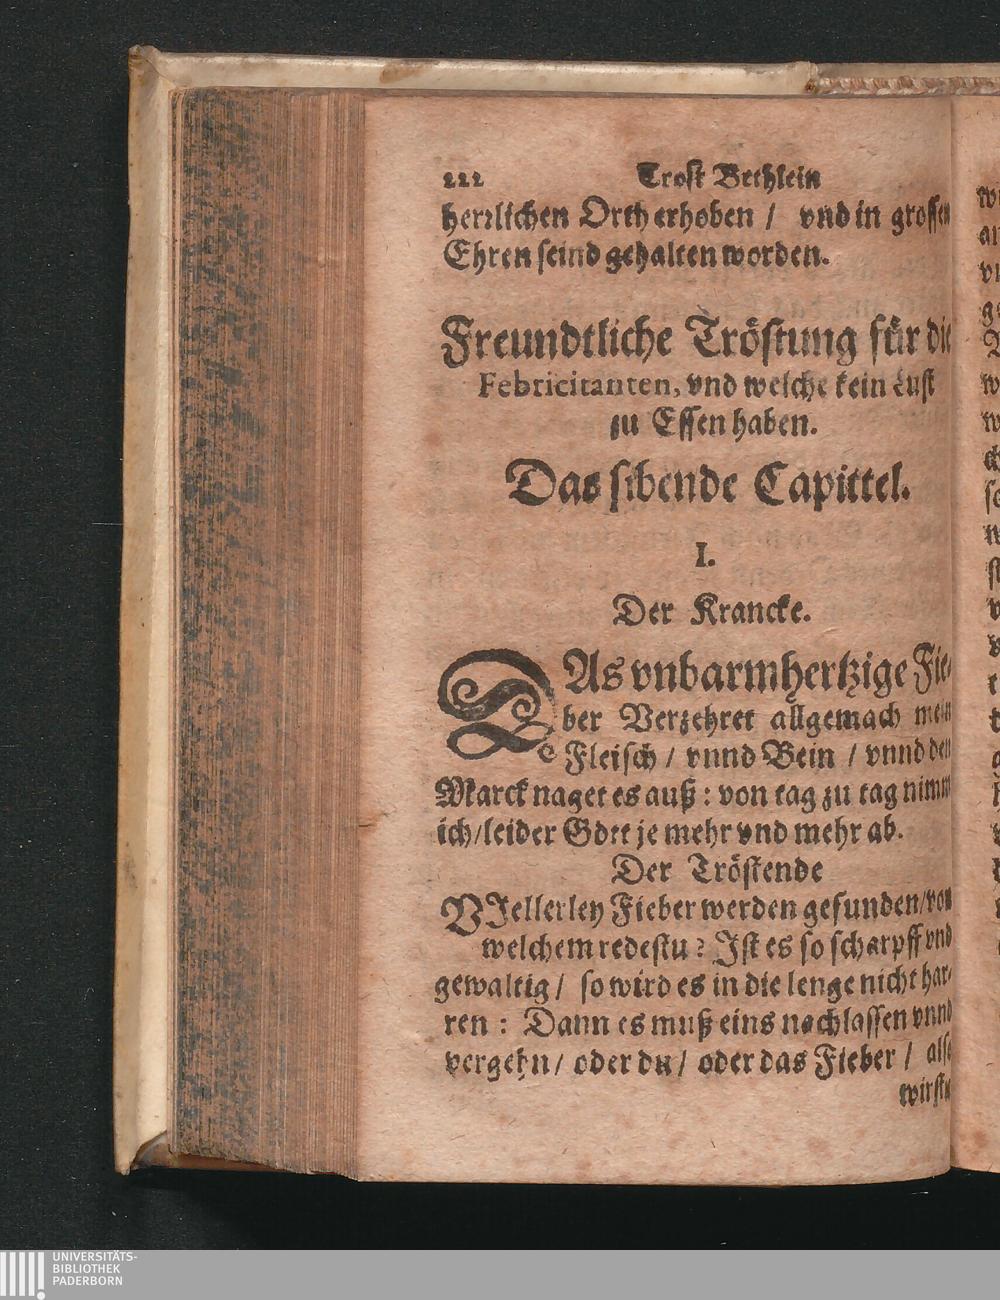 222 Trost Bechlein
herrlichen Orth erhoben / vnd in grossen
Ehren seind gehalten worden.
Freundtliche Tröstung für die
Febricitanten, vnd welche kein Lust
zu Essen haben.
Das sibende Capittel.
I.
Der Krancke.
DAs vnbarmhertzige Fie-
ber Verzehret allgemach mein
Fleisch / vnnd Bein / vnnd den
Marck naget es auß: von tag zu tag nimm
ich / leider Gott je mehr vnd mehr ab.
Der Tröstende
VIellerley Fieber werden gefunden / von
welchem redestu? Ist es so scharpff vnd
gewaltig / so wird es in die lenge nicht har-
ren: Dann es muß eins nachlassen vnnd
vergehn / oder du / oder das Fieber / also
wirstu
UNIVERSITÄTS-
BIBLIOTHEK
PADERBORN